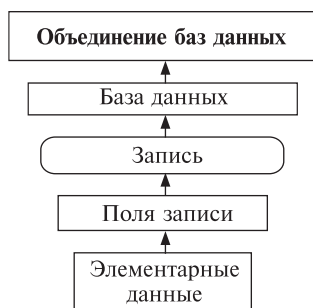 Объединение баз данных
База данных
Запись
Поля записи
Элементарные
данные